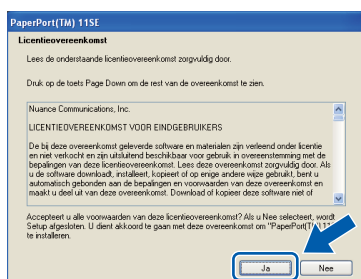 PaperPort(TM) 11SE
Licentieovereenkomst
Lees de onderstaande licentieovereenkomst zorgvuldig door.
Druk op de toets Page Down om de rest van de overeenkomst te zien.
Nuance Communications, Inc.
LICENTIEOVEREENKOMST VOOR EINDGEBRUIKERS
De bij deze overeenkomst geleverde software en materialen zijn verleend onder licentie
en niet verkocht en zijn uitsluitend beschikbaar voor gebruik in overeenstemming met de
bepalingen van deze licentieovereenkomst. Lees deze overeenkomst zorgvuldig door. Als
u de software downloadt, installeert, kopieert of op enige andere wijze gebruikt, bent u
automatisch gebonden aan de bepalingen en voorwaarden van deze overeenkomst en
maakt u deel uit van deze overeenkomst. Download of kopieer deze software niet of
Accepteert u alle voorwaarden van deze licentieovereenkomst? Als u Nee selecteert, wordt
Setup afgesloten. U dient akkoord te gaan met deze overeenkomst om "PaperPort(TM) 11
te installeren.
Ja
Nee